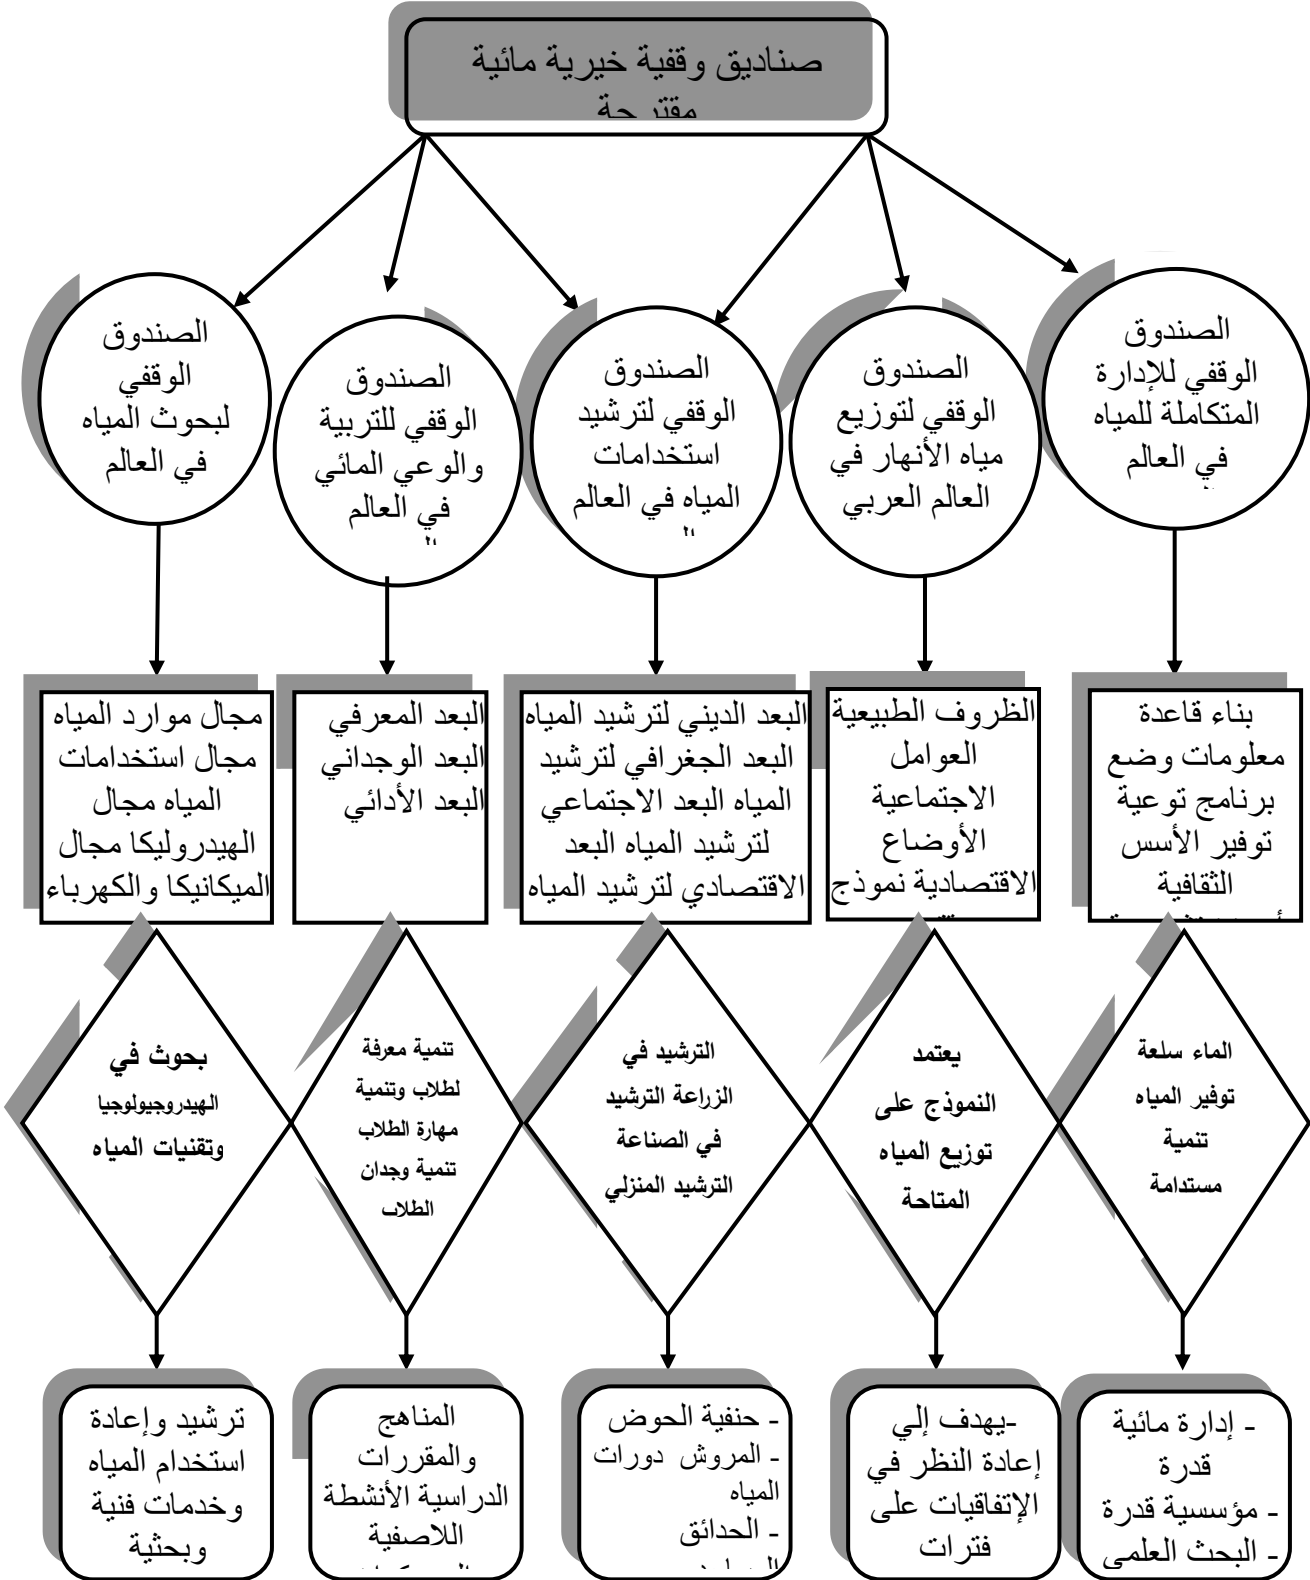 صناديق وقفية خيرية مائية
مقترحة
الصندوق
الوقفي للإدارة
المتكاملة للمياه
في العالم
الصندوق
الوقفي لتوزيع
مياه الأنهار في
العالم العربي
الصندوق
الوقفي لترشيد
استخدامات
المياه في العالم
الصندوق
الوقفي للتربية
والوعي المائي
في العالم
الصندوق
الوقفي
لبحوث المياه
في العالم
بناء قاعدة
معلومات وضع
برنامج توعية
توفير الأسس
الثقافية
الظروف الطبيعية
العوامل
الاجتماعية
الأوضاع
الاقتصادية نموذج
البعد الديني لترشيد المياه
البعد الجغرافي لترشيد
المياه البعد الاجتماعي
لترشيد المياه البعد
الاقتصادي لترشيد المياه
البعد المعرفي
البعد الوجداني
البعد الأدائي
مجال موارد المياه
مجال استخدامات
المياه مجال
الهيدروليكا مجال
الميكانيكا والكهرباء
الماء سلعة
توفير المياه
تنمية
مستدامة
يعتمد
النموذج على
توزيع المياه
المتاحة
الترشيد في
الزراعة الترشيد
في الصناعة
الترشيد المنزلي
تنمية معرفة
لطلاب وتنمية
مهارة الطلاب
تنمية وجدان
الطلاب
بحوث في
الهيدروجيولوجيا
وتقنيات المياه
- إدارة مائية
قدرة
- مؤسسية قدرة
- البحث العلمي
-يهدف إلي
إعادة النظر في
الإتفاقيات على
فترات
- حنفية الحوض
- المروش دورات
المياه
- الحدائق
المناهج
والمقررات
الدراسية الأنشطة
اللاصفية
ترشيد وإعادة
استخدام المياه
وخدمات فنية
وبحثية